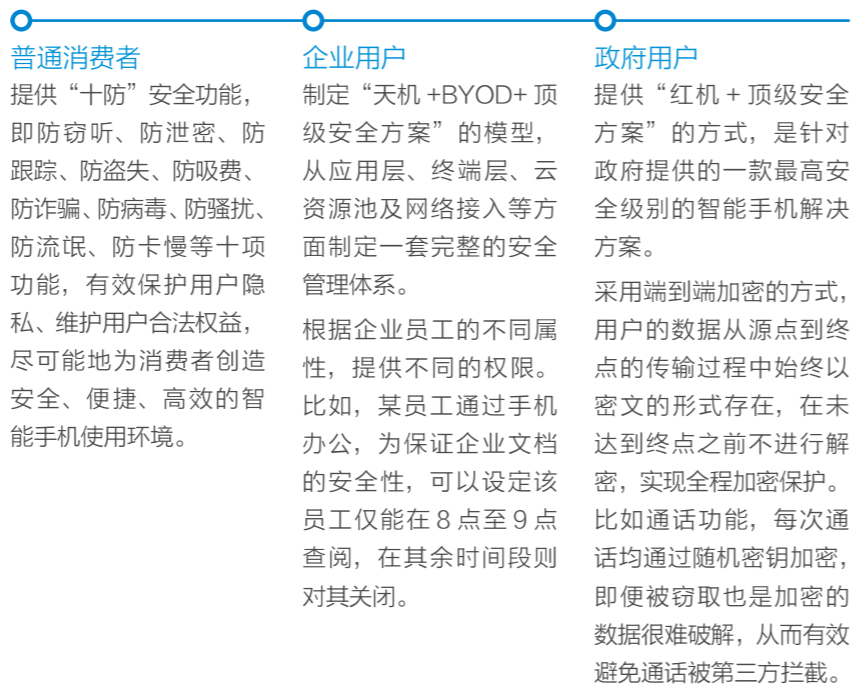 普通消费者
提供“十防”安全功能，
即防窃听、防泄密、防
跟踪、防盗失、防吸费、
防诈骗、防病毒、防骚扰、
防流氓、防卡慢等十项
功能，有效保护用户隐
私、维护用户合法权益，
尽可能地为消费者创造
安全、便捷、高效的智
能手机使用环境。
企业用户
制定“天机 +BYOD+ 顶
级安全方案”的模型，
从应用层、终端层、云
资源池及网络接入等方
面制定一套完整的安全
管理体系。
根据企业员工的不同属
性，提供不同的权限。
比如，某员工通过手机
办公，为保证企业文档
的安全性，可以设定该
员工仅能在 8 点至 9 点
查阅，在其余时间段则
对其关闭。
政府用户
提供“红机 + 顶级安全
方案”的方式，是针对
政府提供的一款最高安
全级别的智能手机解决
方案。
采用端到端加密的方式，
用户的数据从源点到终
点的传输过程中始终以
密文的形式存在，在未
达到终点之前不进行解
密，实现全程加密保护。
比如通话功能，每次通
话均通过随机密钥加密，
即便被窃取也是加密的
数据很难破解，从而有效
避免通话被第三方拦截。